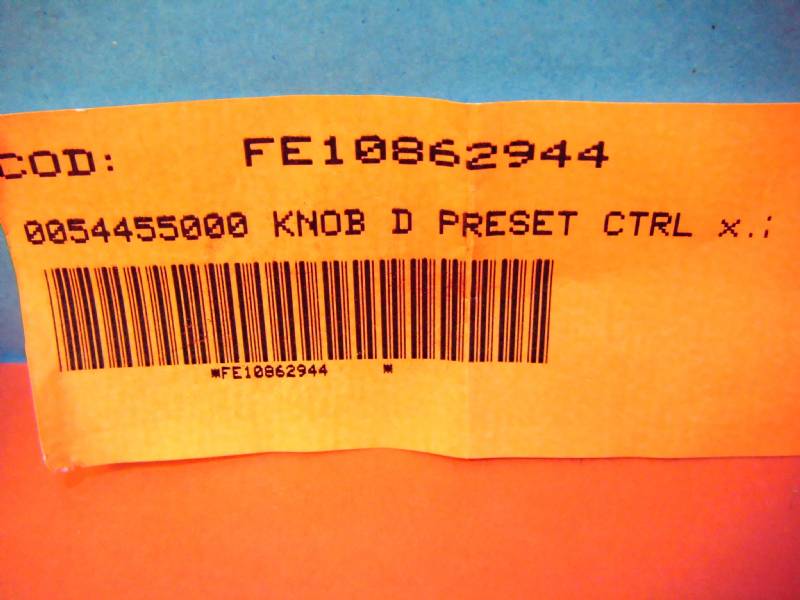 COD: FE10862944
0054455000 KNOB D PRESET CTRL x.;
*FE10862944 *